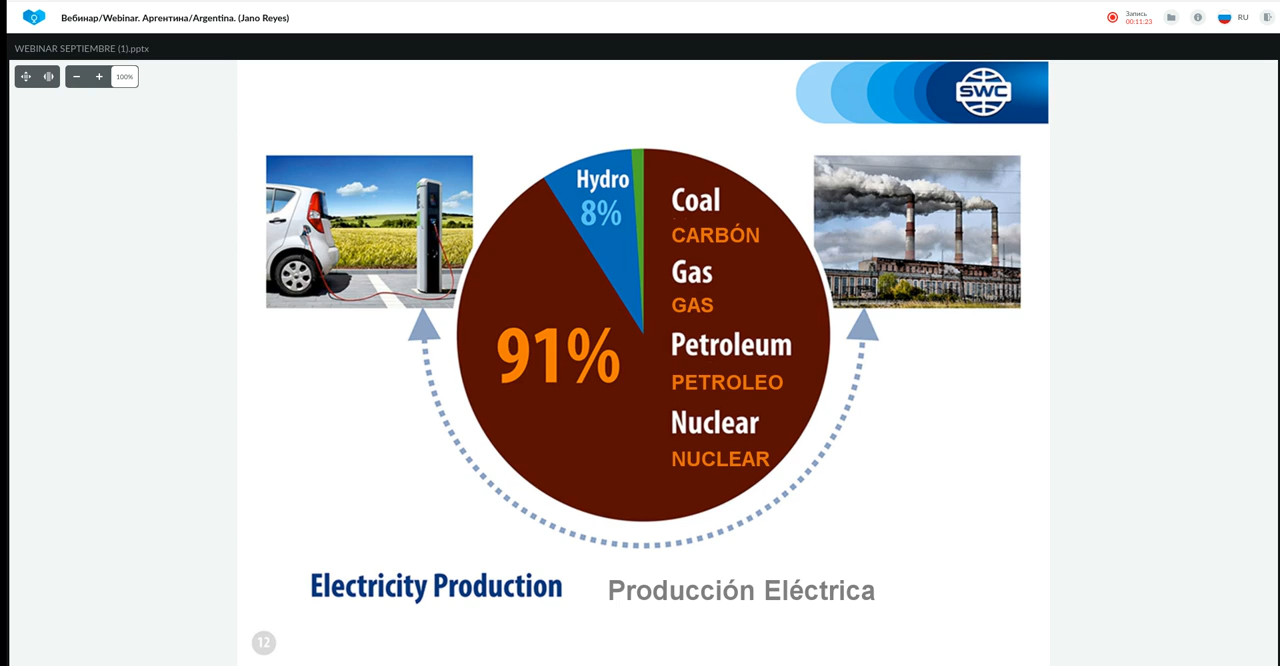 Вебинар/Webinar. Аргентина/Argentina. (Jano Reyes)
Запись
00:11:23
RU
WEBINAR SEPTIEMBRE (1).pptx
100%
SWC
Hydro
8%
91%
Coal
CARBÓN
Gas
GAS
Petroleum
PETROLEO
Nuclear
NUCLEAR
Electricity Production
Producción Eléctrica
12